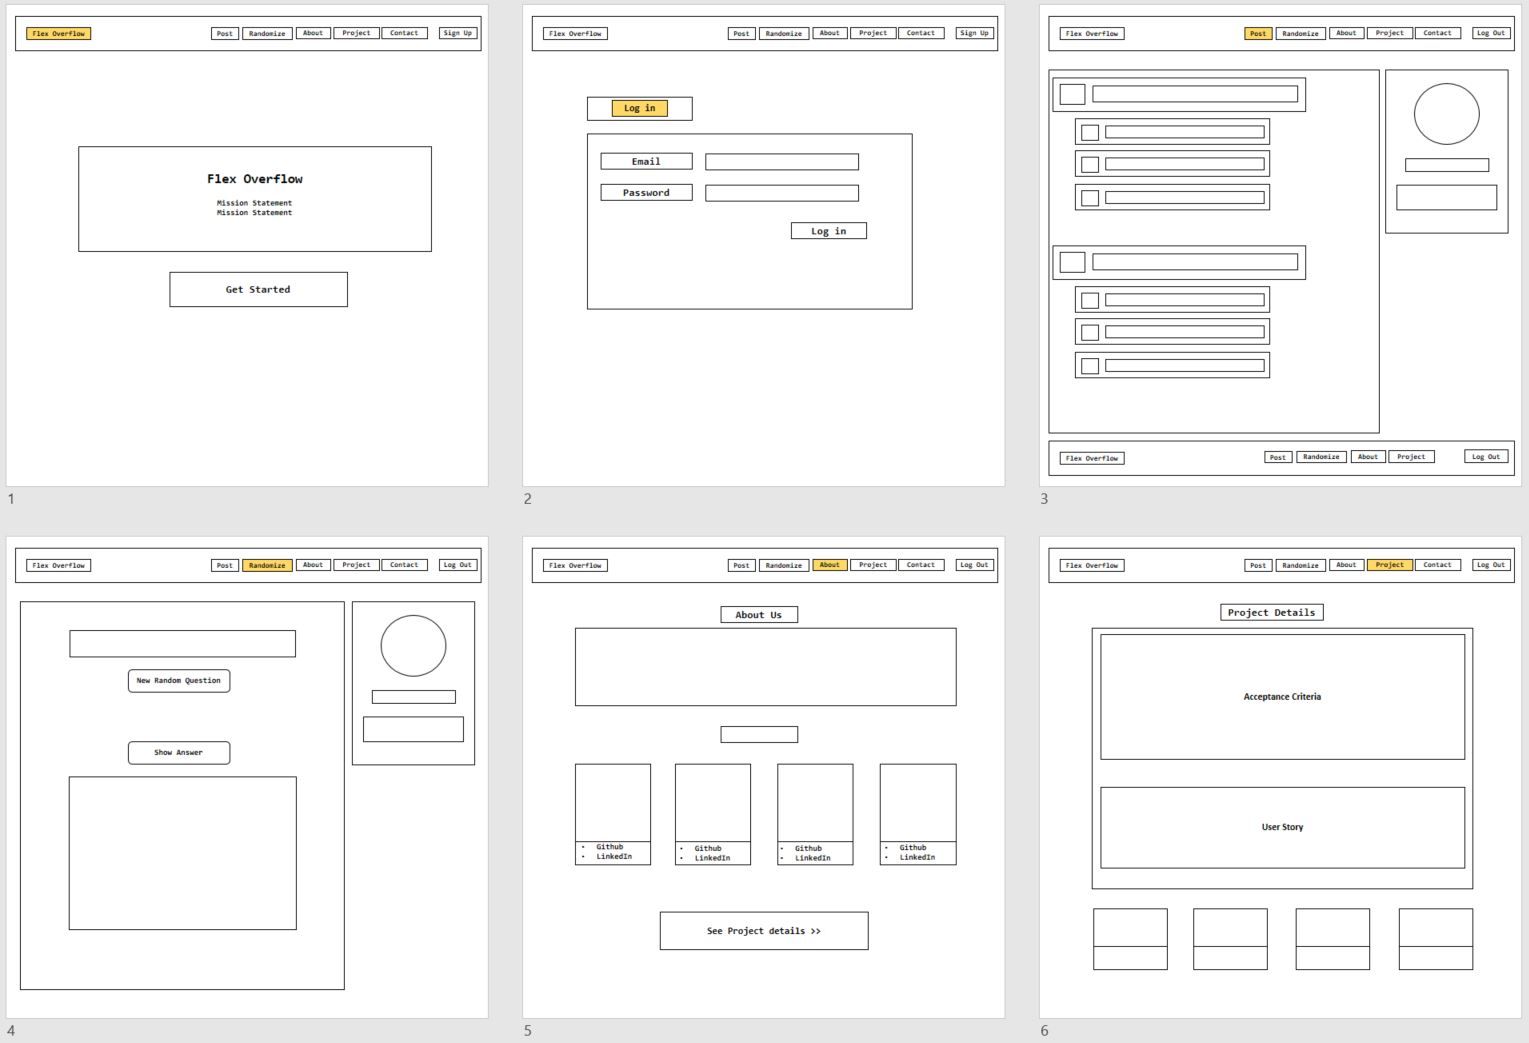 Flex Overflow Post Randomize About Project Contact Sign Up
Flex Overflow
Mission Statement
Mission Statement
Get Started
1
Flex Overflow Post Randomize About Project Contact Sign Up
Log in
Email
Password
Log in
2
Flex Overflow Post Randomize About Project Contact Log Out
Flex Overflow Post Randomize About Project Log Out
3
Flex Overflow Post Randomize About Project Contact Log Out
New Random Question
Show Answer
4
Flex Overflow Post Randomize About Project Contact Log Out
About Us
• Github
• LinkedIn
• Github
• LinkedIn
• Github
• LinkedIn
• Github
• LinkedIn
See Project details >>
5
Flex Overflow Post Randomize About Project Contact Log Out
Project Details
Acceptance Criteria
User Story
6